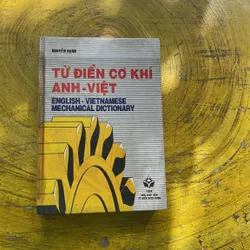 TỪ ĐIỂN CƠ KHÍ
ANH-VIỆT
ENGLISH - VIETNAMESE
MECHANICAL DICTIONARY